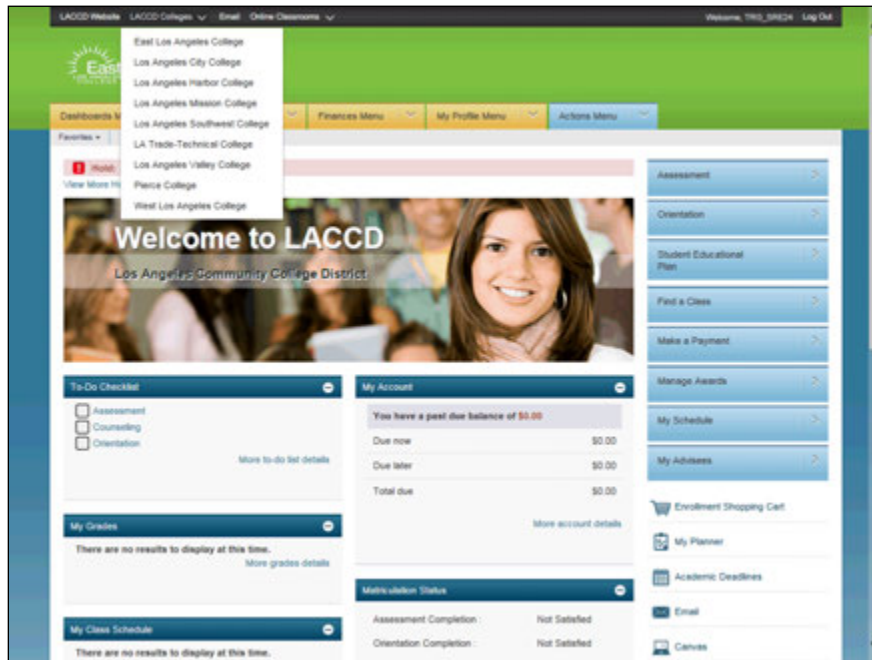 LACCD Website LACCD Colleges Email Online Classrooms Welcome, TRG_SRE24 Log Out
East Los Angeles College
Los Angeles City College
Los Angeles Harbor College
Los Angeles Mission College
Los Angeles Southwest College
LA Trade-Technical College
Los Angeles Valley College
Pierce College
West Los Angeles College
East
Dashboards M
Finances Menu My Profile Menu Actions Menu
Favorites
Hold:
View More
Welcome to LACCD
Los Angeles Community College District
Assessment
Orientation
Student Educational
Plan
Find a Class
Make a Payment
Manage Awards
My Schedule
My Advisees
To-Do Checklist
Assessment
Counseling
Orientation
More to-do list details
My Account
You have a past due balance of $0.00
Due now $0.00
Due later $0.00
Total due $0.00
More account details
My Grades
There are no results to display at this time.
More grades details
Matriculation Status
Assessment Completion : Not Satisfied
Orientation Completion : Not Satisfied
My Class Schedule
There are no results to display at this time.
Enrollment Shopping Cart
My Planner
Academic Deadlines
Email
Canvas